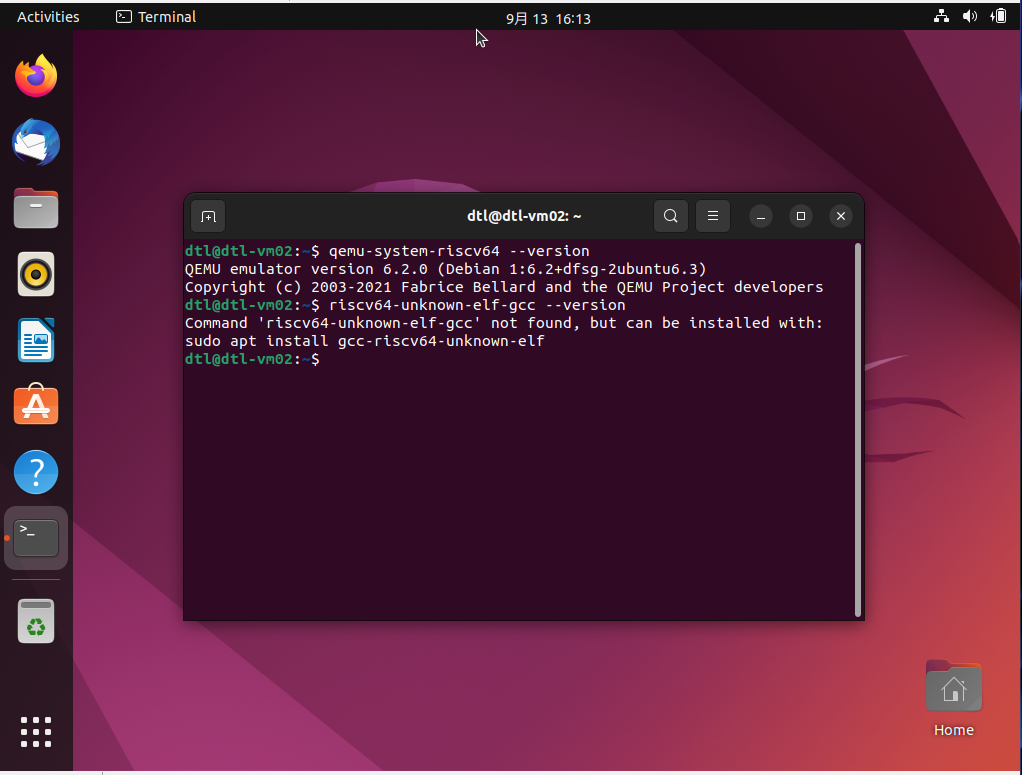 Activities Terminal 9月 13 16:13
dtl@dtl-vm02: ~
dtl@dtl-vm02:~$ qemu-system-riscv64 --version
QEMU emulator version 6.2.0 (Debian 1:6.2+dfsg-2ubuntu6.3)
Copyright (c) 2003-2021 Fabrice Bellard and the QEMU Project developers
dtl@dtl-vm02:~$ riscv64-unknown-elf-gcc --version
Command 'riscv64-unknown-elf-gcc' not found, but can be installed with:
sudo apt install gcc-riscv64-unknown-elf
dtl@dtl-vm02:~$
Home